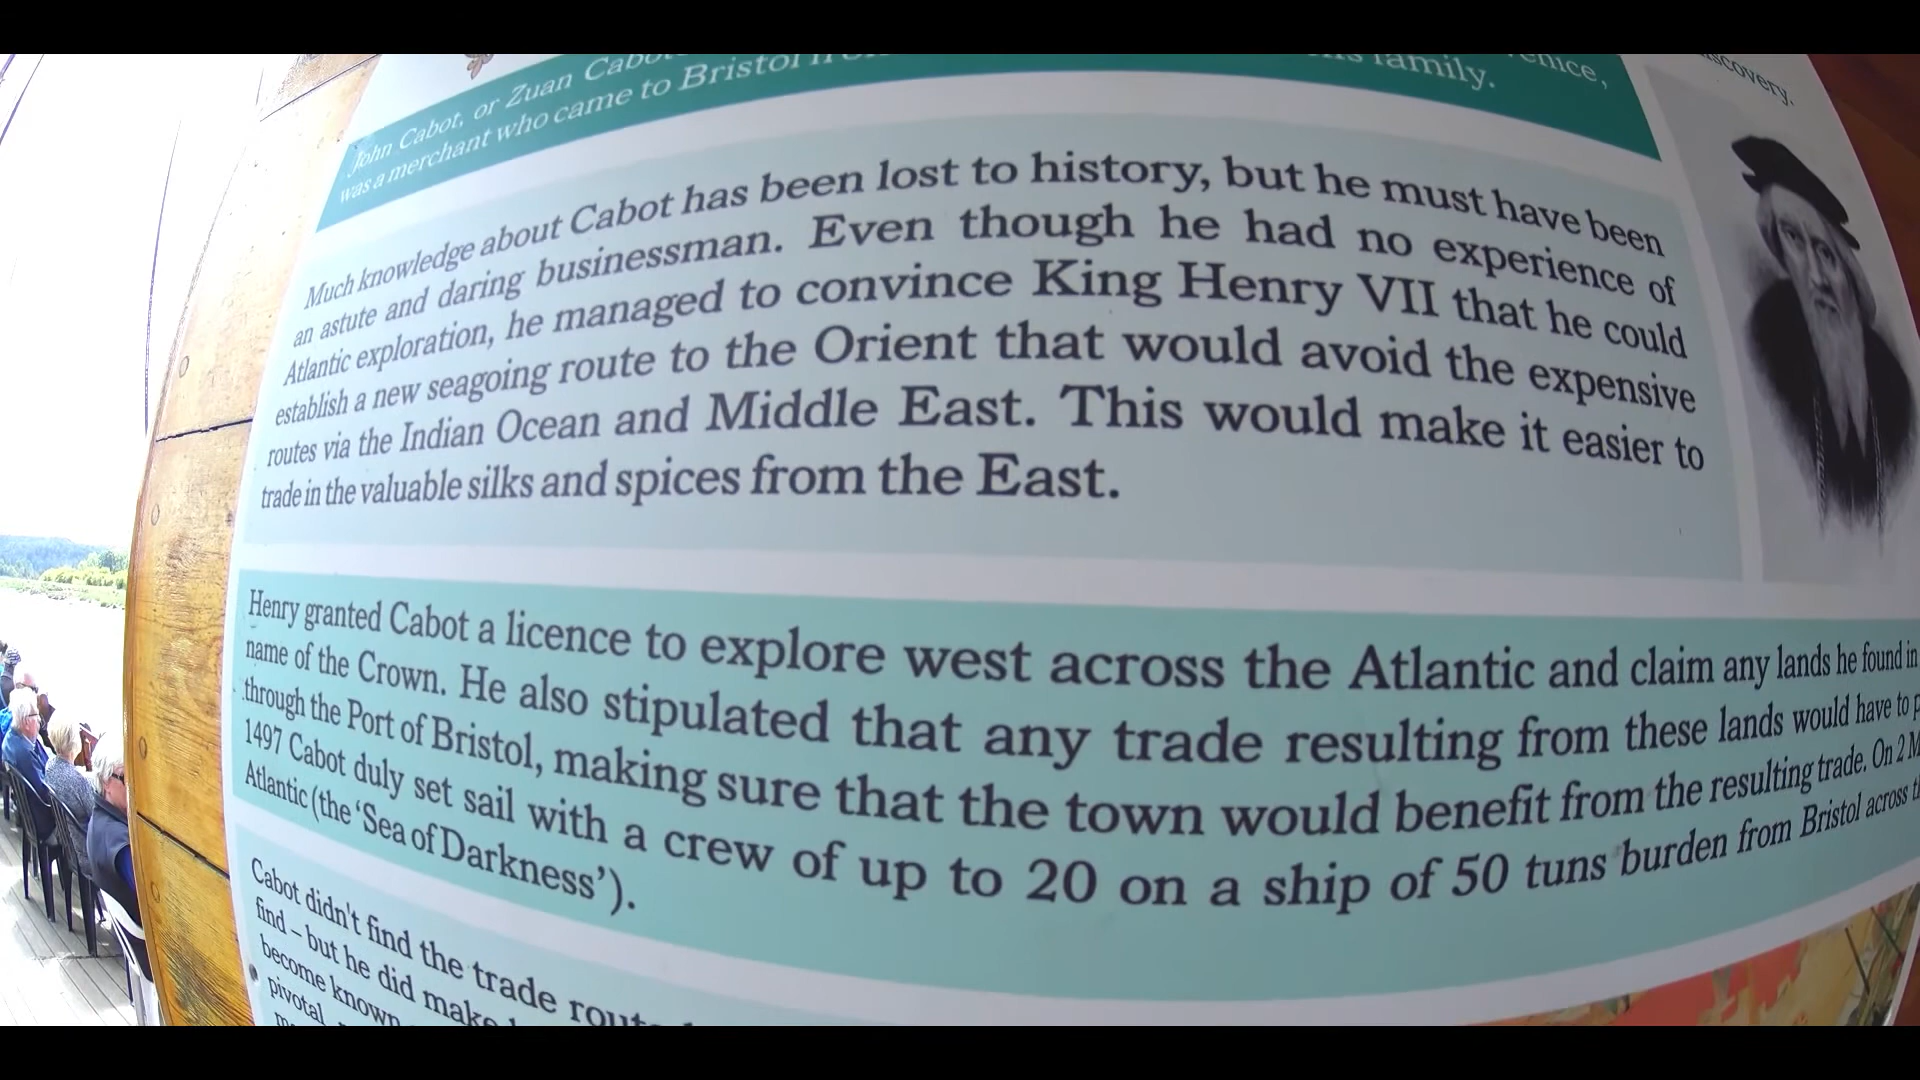 John Cabot, or Zuan Cabo
was a merchant who came to Bristol
family.
enice,
scovery.
Much knowledge about Cabot has been lost to history, but he must have been
an astute and daring businessman. Even though he had no experience of
Atlantic exploration, he managed to convince King Henry VII that he could
establish a new seagoing route to the Orient that would avoid the expensive
routes via the Indian Ocean and Middle East. This would make it easier to
trade in the valuable silks and spices from the East.
Henry granted Cabot a licence to explore west across the Atlantic and claim any lands he found in
name of the Crown. He also stipulated that any trade resulting from these lands would have to p
through the Port of Bristol, making sure that the town would benefit from the resulting trade. On 2 M
1497 Cabot duly set sail with a crew of up to 20 on a ship of 50 tuns burden from Bristol across t
Atlantic (the 'Sea of Darkness').
Cabot didn't find the trade rout
find – but he did make
become known
pivotal